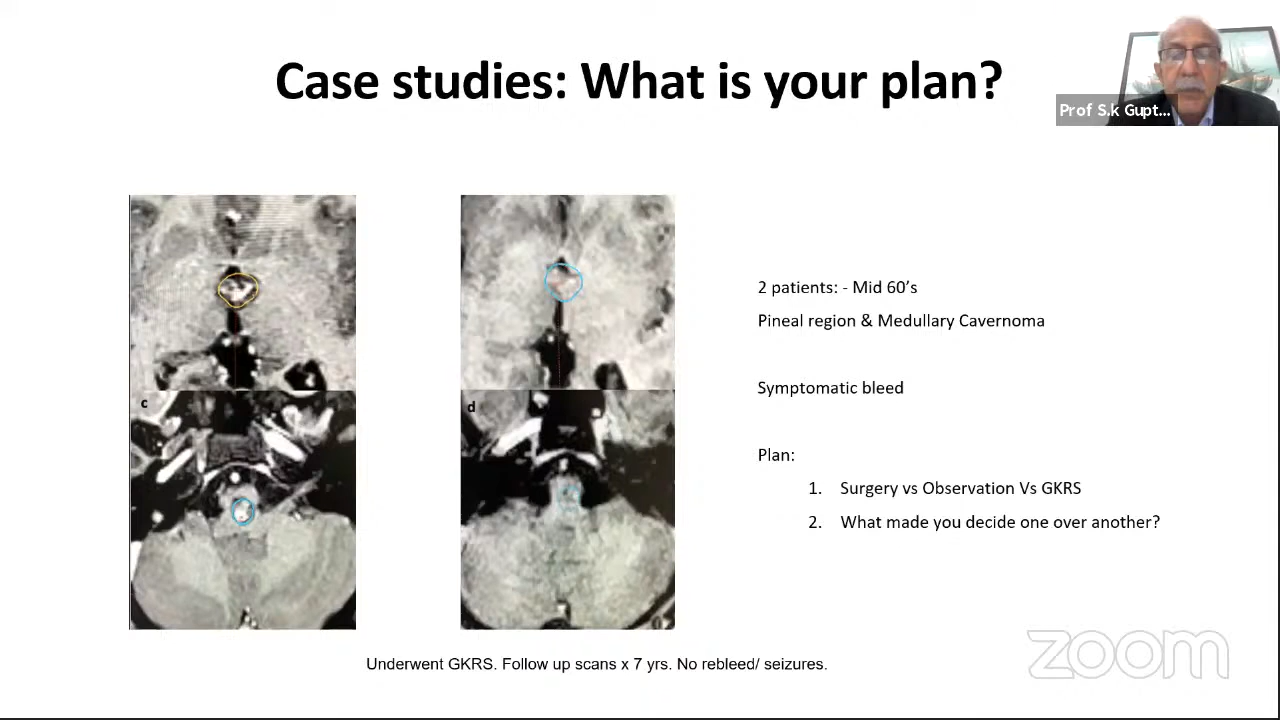 Case studies: What is your plan?
Prof S.k Gupt...
c
d
2 patients: - Mid 60's
Pineal region & Medullary Cavernoma
Symptomatic bleed
Plan:
1. Surgery vs Observation Vs GKRS
2. What made you decide one over another?
Underwent GKRS. Follow up scans x 7 yrs. No rebleed/ seizures.
zoom